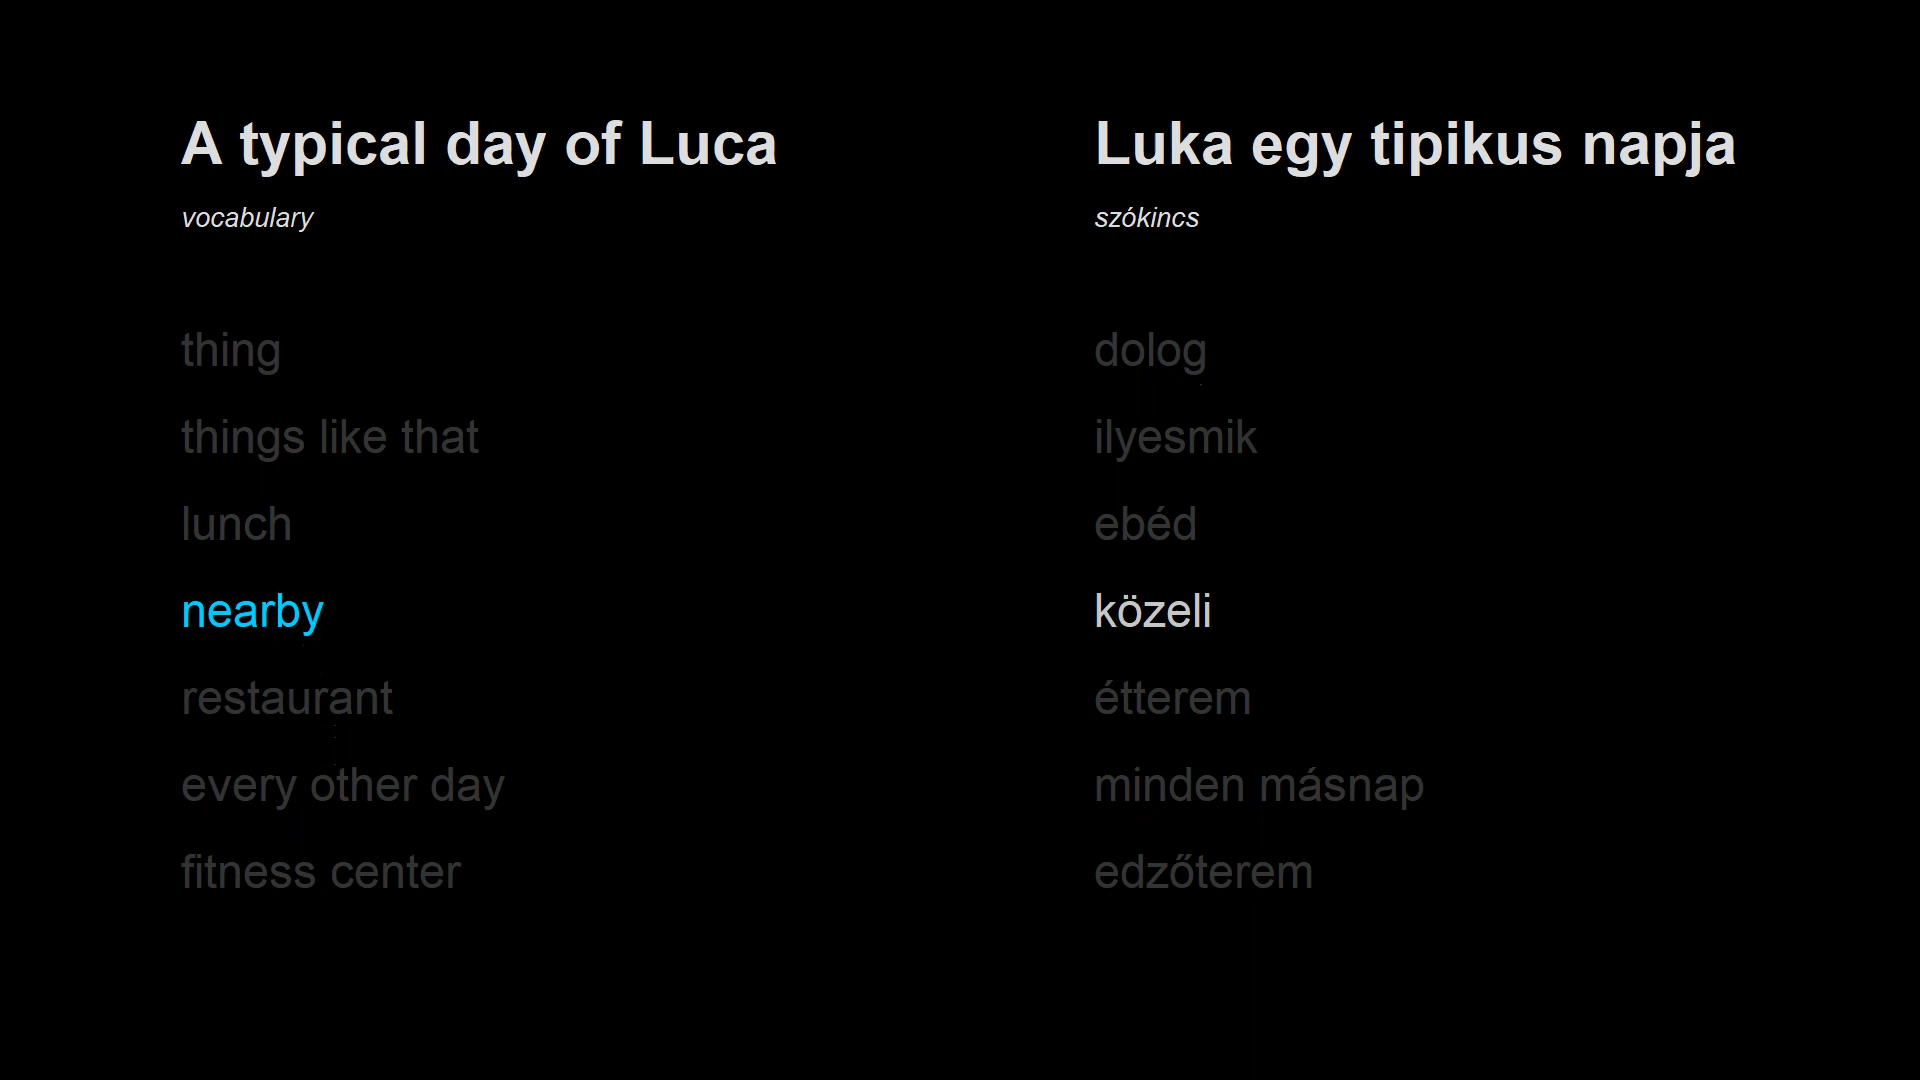 A typical day of Luca
vocabulary
thing
things like that
lunch
nearby
restaurant
every other day
fitness center
Luka egy tipikus napja
szókincs
dolog
ilyesmik
ebéd
közeli
étterem
minden másnap
edzőterem